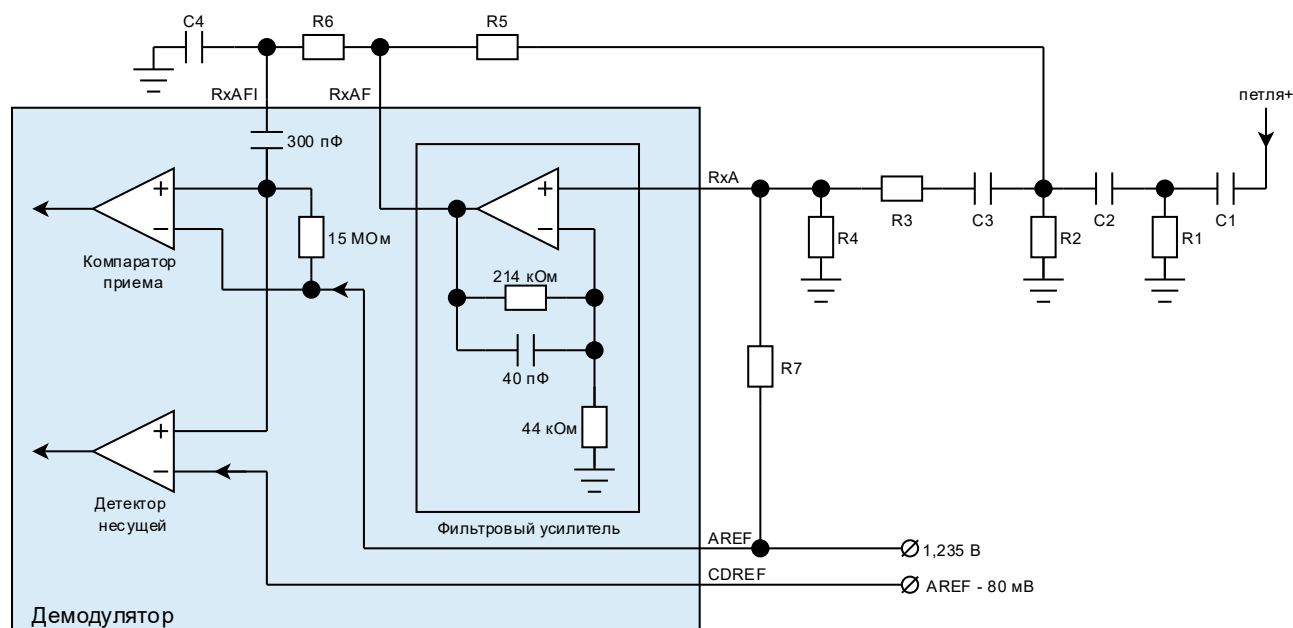 C4
R6
R5
RxAFI
RxAF
петля+
300 пФ
RxA
C3
C2
C1
R3
R4
R2
R1
15 МОм
Компаратор
приема
214 кОм
40 пФ
R7
44 кОм
Детектор
несущей
Фильтровый усилитель
AREF
1,235 В
CDREF
AREF - 80 мВ
Демодулятор